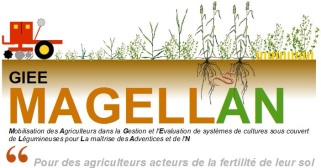 GIEE
MAGELLAN
Mobilisation des Agriculteurs dans la Gestion et l'Evaluation de systèmes de cultures sous couvert
de Légumineuses pour La maîtrise des Adventices et de l'N
“ Pour des agriculteurs acteurs de la fertilité de leur sol